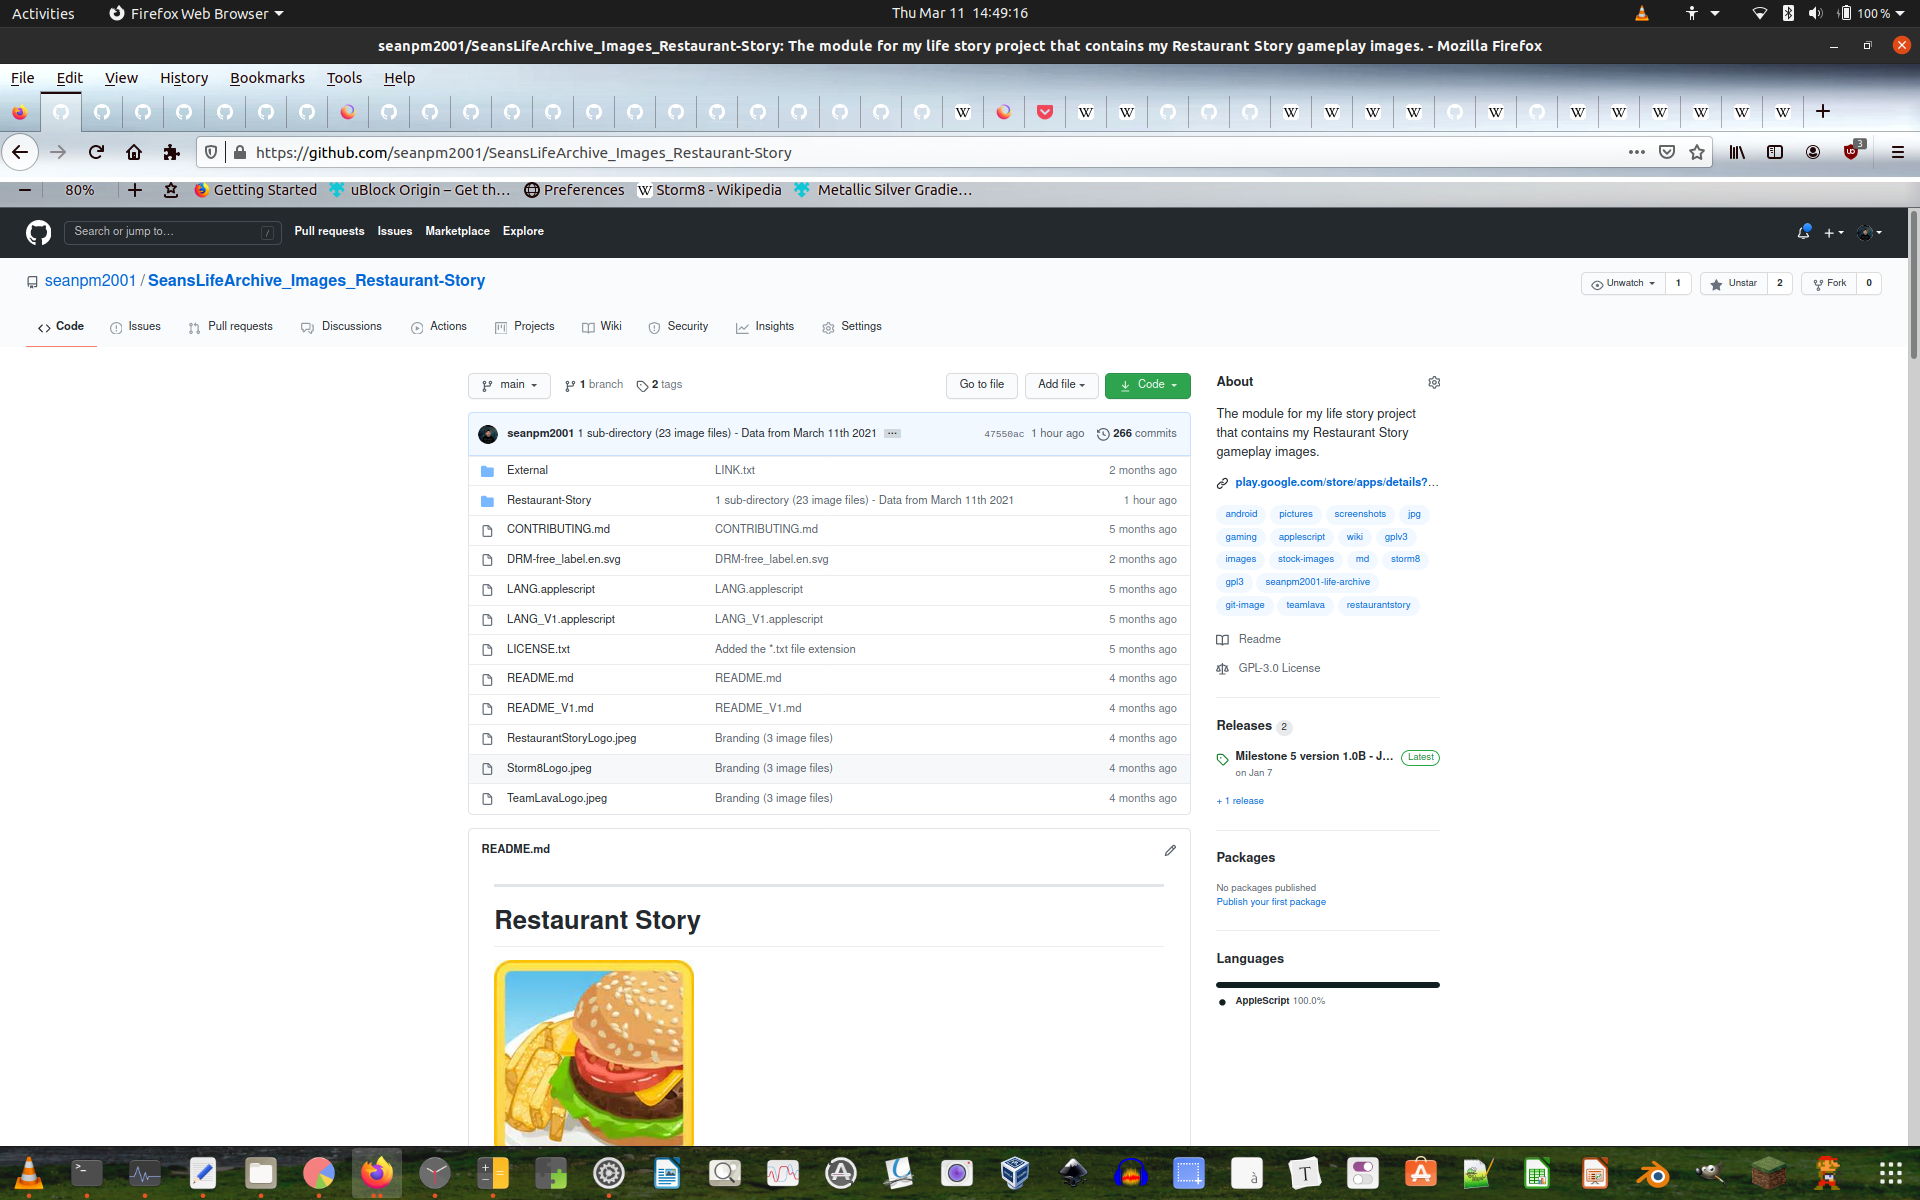 Activities Firefox Web Browser Thu Mar 11 14:49:16 100 %
seanpm2001/SeansLifeArchive_Images_Restaurant-Story: The module for my life story project that contains my Restaurant Story gameplay images. - Mozilla Firefox
File Edit View History Bookmarks Tools Help
https://github.com/seanpm2001/SeansLifeArchive_Images_Restaurant-Story 3
80% Getting Started uBlock Origin – Get th… Preferences Storm8 - Wikipedia Metallic Silver Gradie…
Search or jump to… / Pull requests Issues Marketplace Explore
seanpm2001 / SeansLifeArchive_Images_Restaurant-Story Unwatch 1 Unstar 2 Fork 0
Code Issues Pull requests Discussions Actions Projects Wiki Security Insights Settings
main 1 branch 2 tags Go to file Add file Code
seanpm2001 1 sub-directory (23 image files) - Data from March 11th 2021 ... 47550ac 1 hour ago 266 commits
External LINK.txt 2 months ago
Restaurant-Story 1 sub-directory (23 image files) - Data from March 11th 2021 1 hour ago
CONTRIBUTING.md CONTRIBUTING.md 5 months ago
DRM-free_label.en.svg DRM-free_label.en.svg 2 months ago
LANG.applescript LANG.applescript 5 months ago
LANG_V1.applescript LANG_V1.applescript 5 months ago
LICENSE.txt Added the *.txt file extension 5 months ago
README.md README.md 4 months ago
README_V1.md README_V1.md 4 months ago
RestaurantStoryLogo.jpeg Branding (3 image files) 4 months ago
Storm8Logo.jpeg Branding (3 image files) 4 months ago
TeamLavaLogo.jpeg Branding (3 image files) 4 months ago
README.md
Restaurant Story
About
The module for my life story project
that contains my Restaurant Story
gameplay images.
play.google.com/store/apps/details?…
android pictures screenshots jpg
gaming applescript wiki gplv3
images stock-images md storm8
gpl3 seanpm2001-life-archive
git-image teamlava restaurantstory
Readme
GPL-3.0 License
Releases 2
Milestone 5 version 1.0B - J… Latest
on Jan 7
+ 1 release
Packages
No packages published
Publish your first package
Languages
AppleScript 100.0%